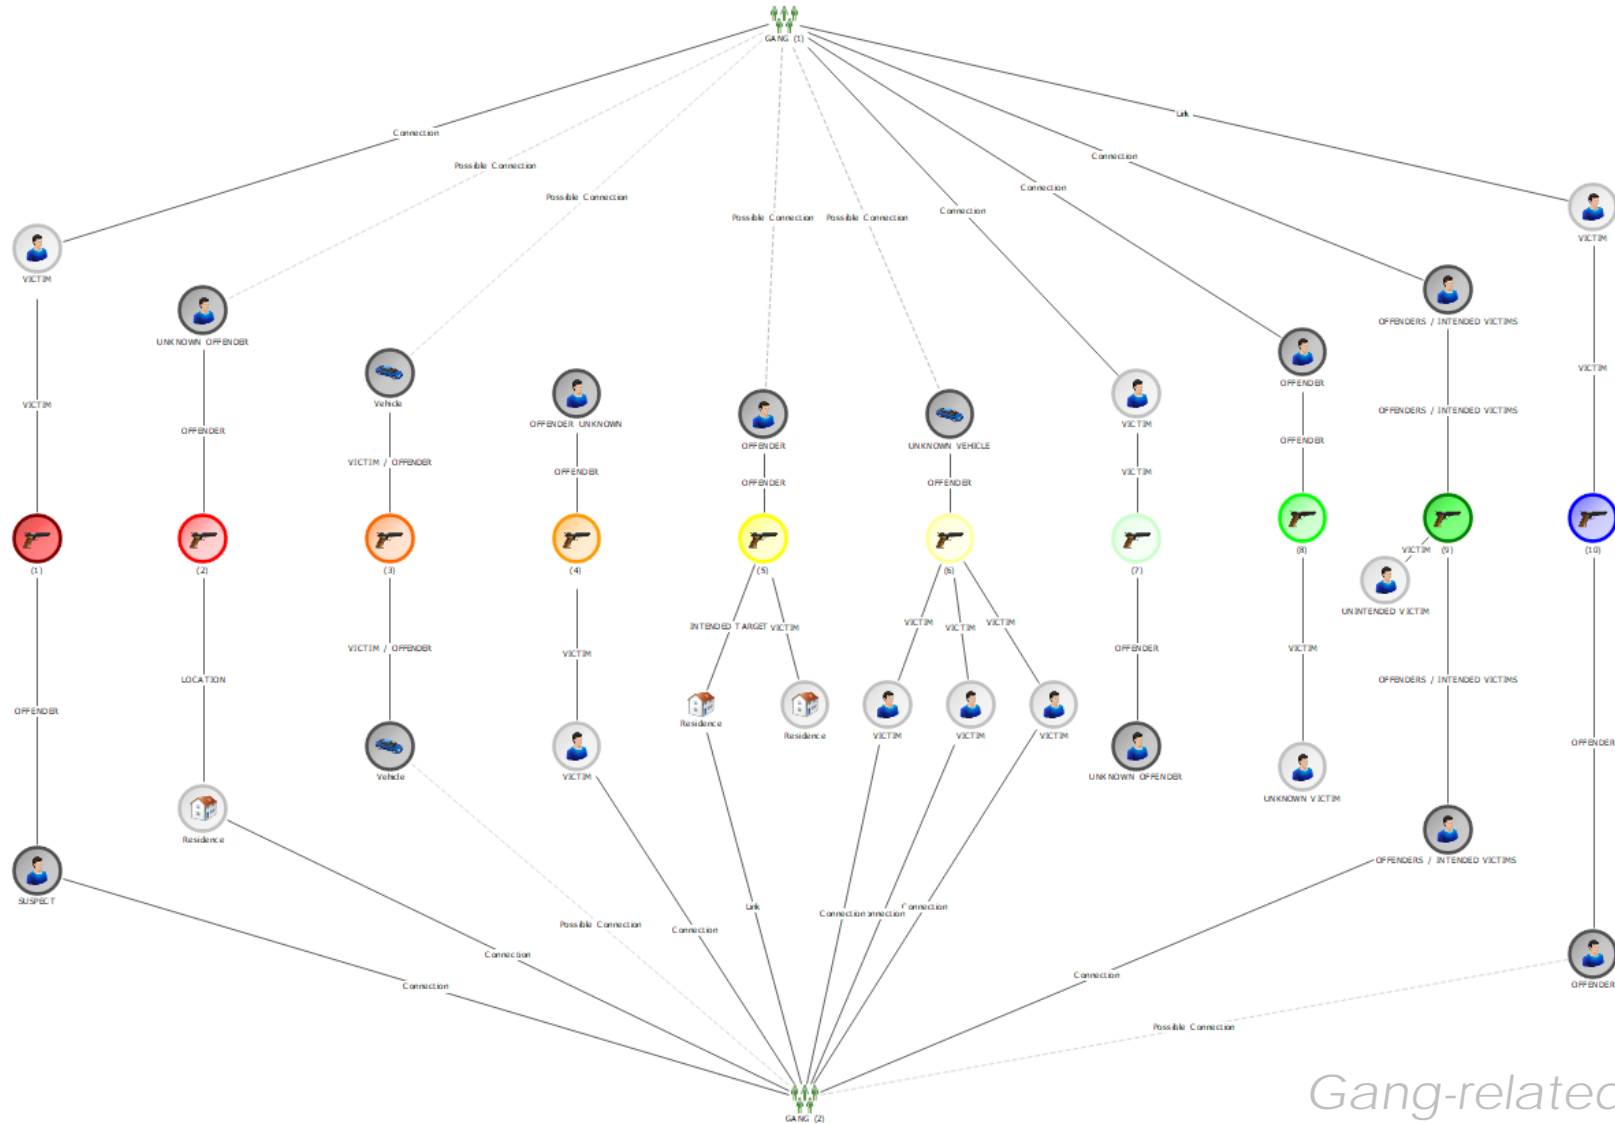 GANG (1)
Link
Connection
Connection
Possible Connection
Connection
Possible Connection
Connection
Possible Connection
Possible Connection
VICTIM
VICTIM
OFFENDERS / INTENDED VICTIMS
UNKNOWN OFFENDER
VICTIM
OFFENDER
Vehicle
VICTIM
OFFENDER UNKNOWN
VICTIM
OFFENDERS / INTENDED VICTIMS
OFFENDER
OFFENDER
UNKNOWN VEHICLE
OFFENDER
VICTIM / OFFENDER
OFFENDER
VICTIM
OFFENDER
OFFENDER
VICTIM
(8)
(9)
(10)
(1)
(2)
(3)
(4)
(5)
(6)
(7)
UNINTENDED VICTIM
INTENDED TARGET
VICTIM
VICTIM
VICTIM
VICTIM
VICTIM / OFFENDER
VICTIM
OFFENDER
VICTIM
LOCATION
OFFENDERS / INTENDED VICTIMS
OFFENDER
Residence
Residence
VICTIM
VICTIM
VICTIM
OFFENDER
Vehicle
VICTIM
UNKNOWN OFFENDER
UNKNOWN VICTIM
Residence
OFFENDERS / INTENDED VICTIMS
SUSPECT
Link
Connection
Connection
Possible Connection
Connection
Connection
Connection
Connection
OFFENDER
Possible Connection
Gang-related
GANG (2)